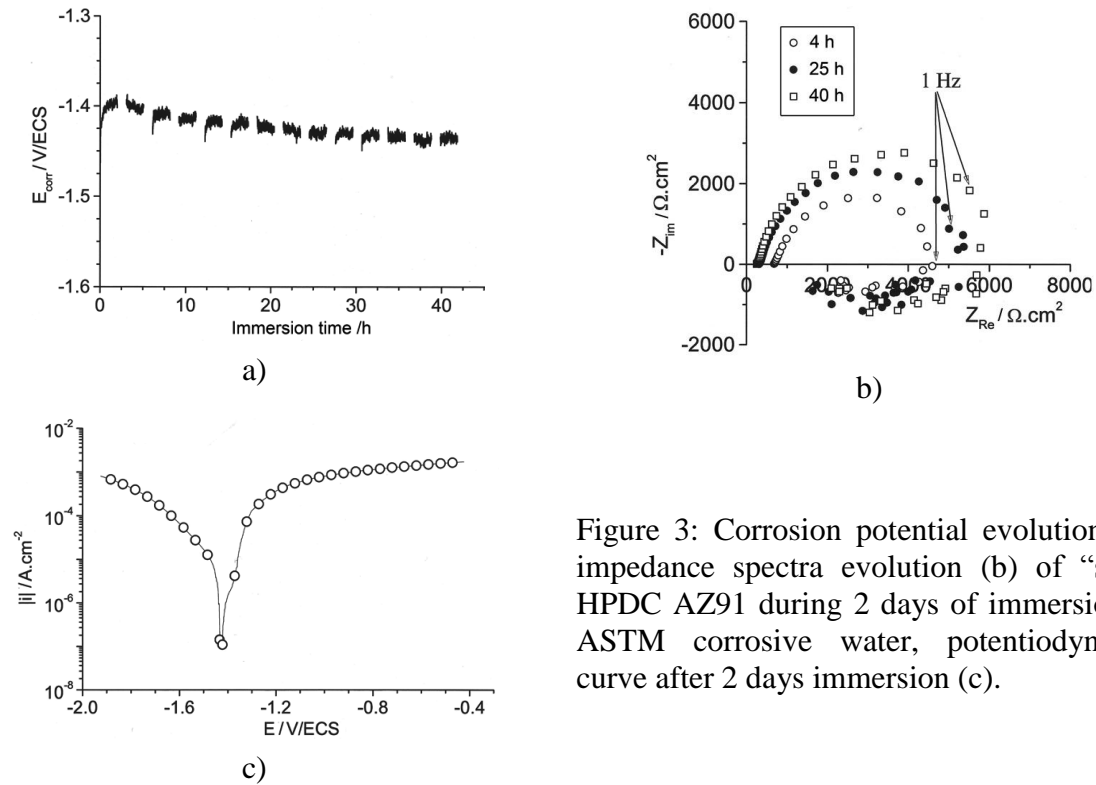 -1.3
-1.4
-1.5
-1.6
E_corr / V/ECS
0 10 20 30 40
Immersion time /h
a)
6000
4000
2000
0
-2000
-Z_im / Ω.cm²
4 h
25 h
40 h
1 Hz
2000 4000 6000 8000
Z_Re / Ω.cm²
b)
10⁻²
10⁻⁴
10⁻⁶
10⁻⁸
|i| /A.cm⁻²
-2.0 -1.6 -1.2 -0.8 -0.4
E / V/ECS
c)
Figure 3: Corrosion potential evolution
impedance spectra evolution (b) of “
HPDC AZ91 during 2 days of immersi
ASTM corrosive water, potentiodyn
curve after 2 days immersion (c).